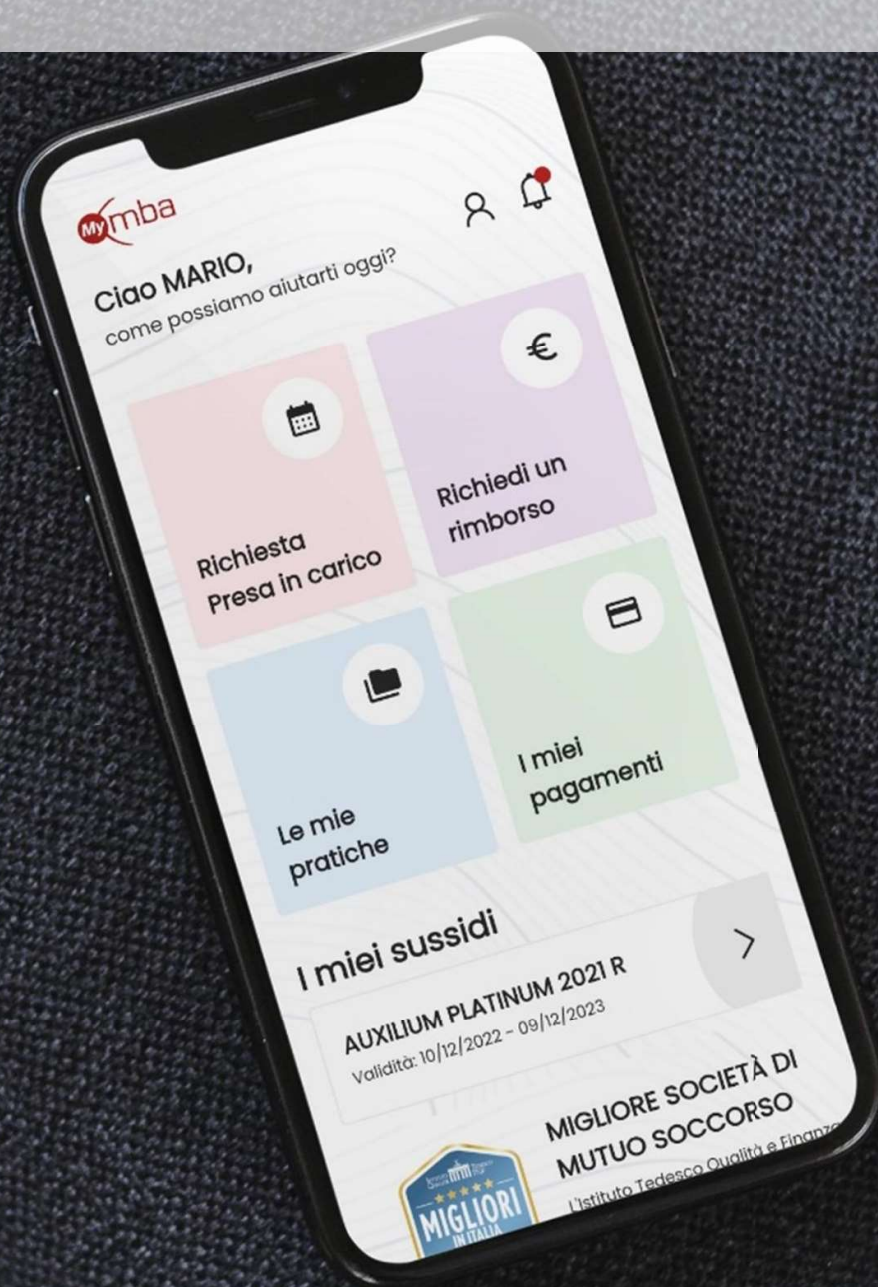 My mba
Ciao MARIO,
come possiamo aiutarti oggi?
€
Richiesta
Presa in carico
Richiedi un
rimborso
Le mie
pratiche
I miei
pagamenti
I miei sussidi
AUXILIUM PLATINUM 2021 R
Validità: 10/12/2022 - 09/12/2023
MIGLIORE SOCIETÀ DI
MUTUO SOCCORSO
L'Istituto Tedesco Qualità e Finanza
MIGLIORI
IN ITALIA